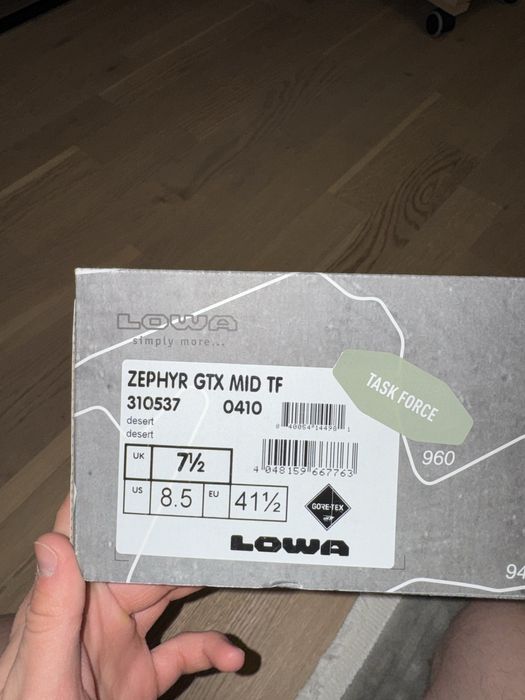 LOWA
simply more...
ZEPHYR GTX MID TF
310537 0410
desert
desert
TASK FORCE
4 048159 667763
UK 7½
US 8.5 EU 41½
GORE-TEX
LOWA
960
94